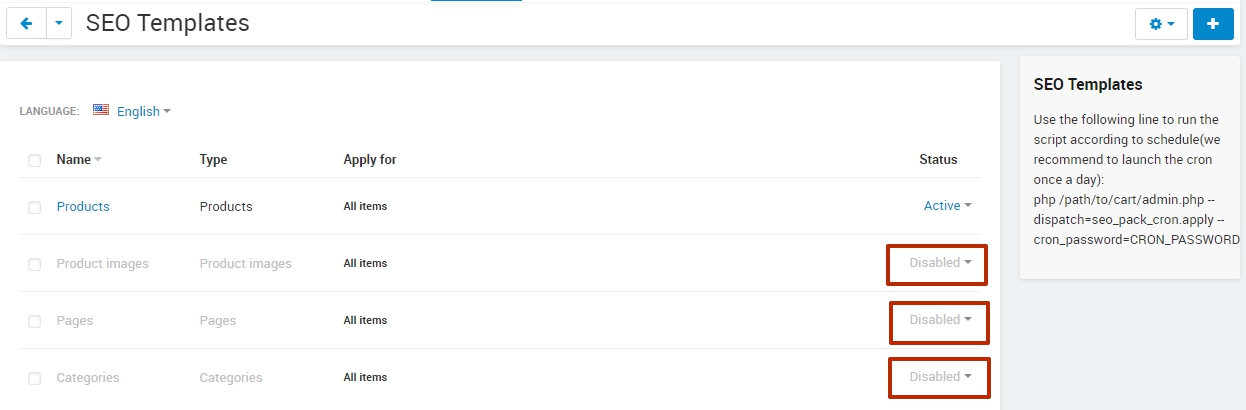 SEO Templates
LANGUAGE: English
Name Type Apply for Status
Products Products All items Active
Product images Product images All items Disabled
Pages Pages All items Disabled
Categories Categories All items Disabled
SEO Templates
Use the following line to run the
script according to schedule(we
recommend to launch the cron
once a day):
php /path/to/cart/admin.php --
dispatch=seo_pack_cron.apply --
cron_password=CRON_PASSWORD